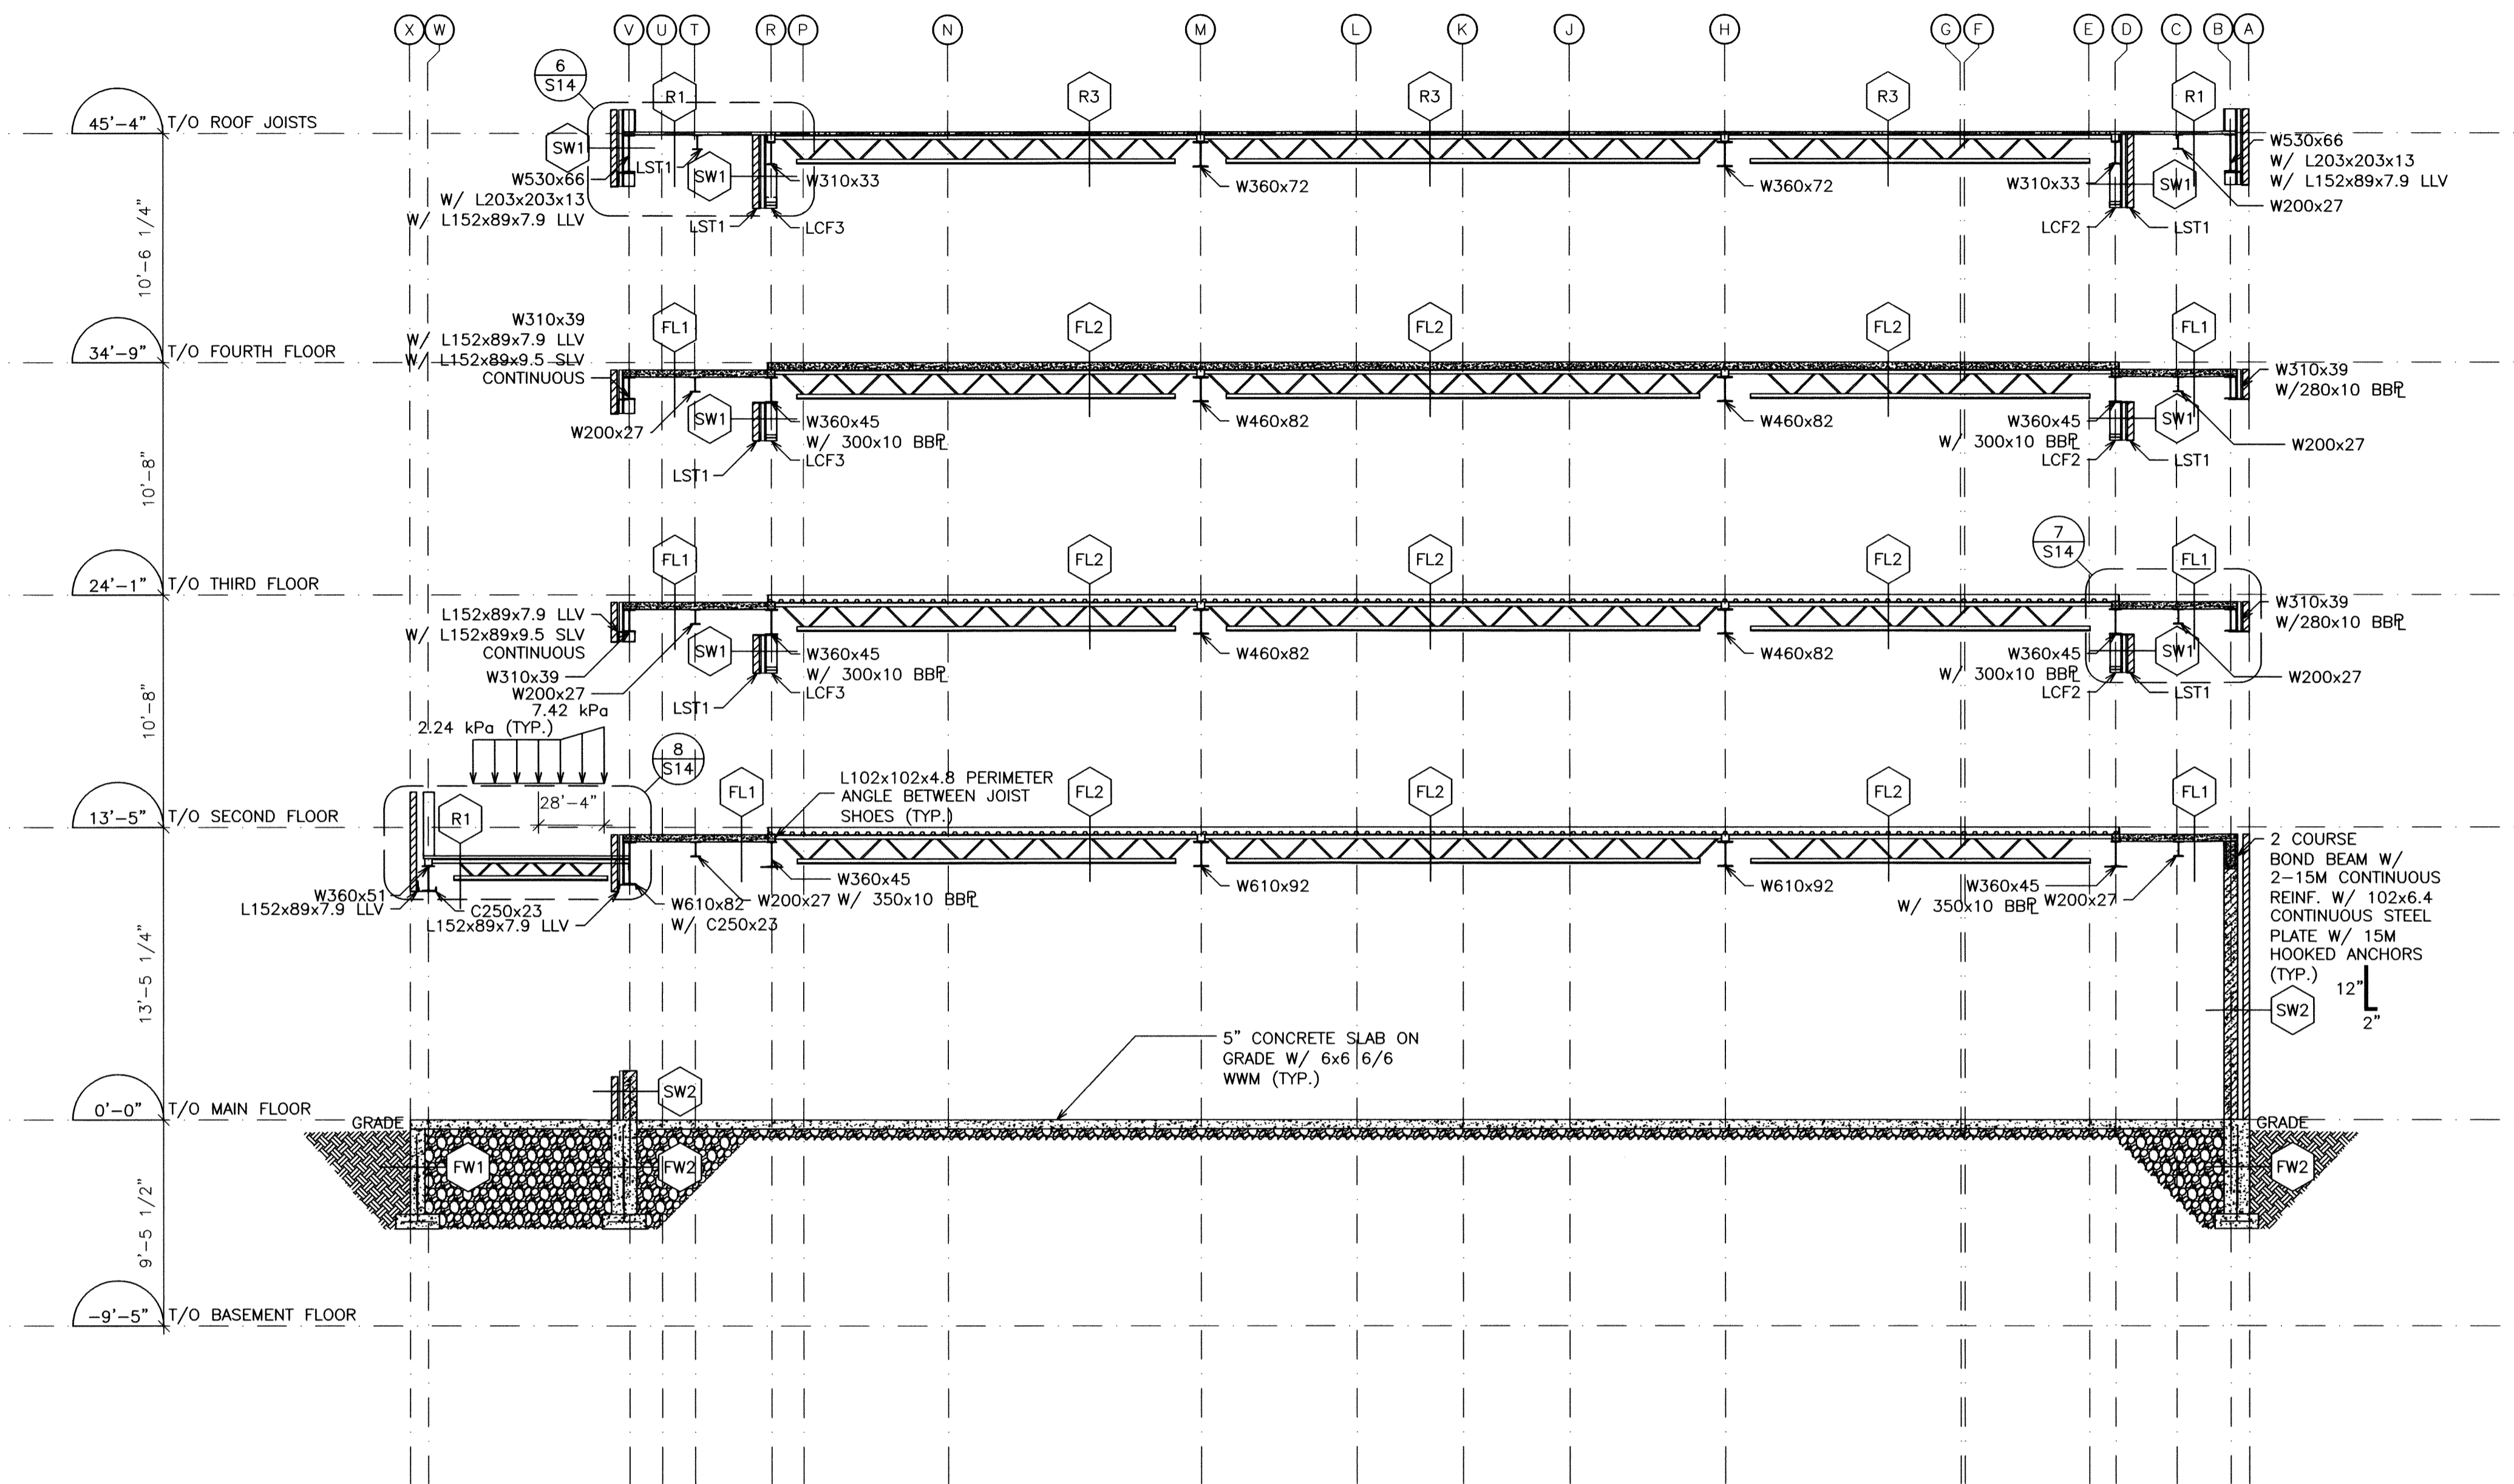 X
W
V
U
T
R
P
N
M
L
K
J
H
G
F
E
D
C
B
A
6
S14
R1
R3
R3
R3
R1
45'-4"
T/O ROOF JOISTS
SW1
LST1
SW1
W530x66
W/ L203x203x13
W/ L152x89x7.9 LLV
W310x33
LST1
LCF3
W360x72
W360x72
W310x33
SW1
LCF2
LST1
W530x66
W/ L203x203x13
W/ L152x89x7.9 LLV
W200x27
10'-6 1/4"
34'-9"
T/O FOURTH FLOOR
W310x39
W/ L152x89x7.9 LLV
W/ L152x89x9.5 SLV
CONTINUOUS
FL1
FL2
FL2
FL2
FL1
W200x27
SW1
W360x45
W/ 300x10 BBPL
LST1
LCF3
W460x82
W460x82
W360x45
W/ 300x10 BBPL
SW1
LCF2
LST1
W310x39
W/280x10 BBPL
W200x27
10'-8"
24'-1"
T/O THIRD FLOOR
FL1
FL2
FL2
FL2
7
S14
FL1
L152x89x7.9 LLV
W/ L152x89x9.5 SLV
CONTINUOUS
W310x39
W200x27
SW1
W360x45
W/ 300x10 BBPL
LST1
LCF3
W460x82
W460x82
W360x45
W/ 300x10 BBPL
SW1
LCF2
LST1
W310x39
W/280x10 BBPL
W200x27
10'-8"
7.42 kPa
2.24 kPa (TYP.)
8
S14
13'-5"
T/O SECOND FLOOR
28'-4"
R1
FL1
L102x102x4.8 PERIMETER
ANGLE BETWEEN JOIST
SHOES (TYP.)
FL2
FL2
FL2
FL1
W360x51
L152x89x7.9 LLV
C250x23
L152x89x7.9 LLV
W610x82
W/ C250x23
W200x27
W360x45
W/ 350x10 BBPL
W610x92
W610x92
W360x45
W/ 350x10 BBPL
W200x27
2 COURSE
BOND BEAM W/
2-15M CONTINUOUS
REINF. W/ 102x6.4
CONTINUOUS STEEL
PLATE W/ 15M
HOOKED ANCHORS
(TYP.)
12"
2"
SW2
13'-5 1/4"
5" CONCRETE SLAB ON
GRADE W/ 6x6 6/6
WWM (TYP.)
SW2
0'-0"
T/O MAIN FLOOR
GRADE
GRADE
FW1
FW2
FW2
9'-5 1/2"
-9'-5"
T/O BASEMENT FLOOR